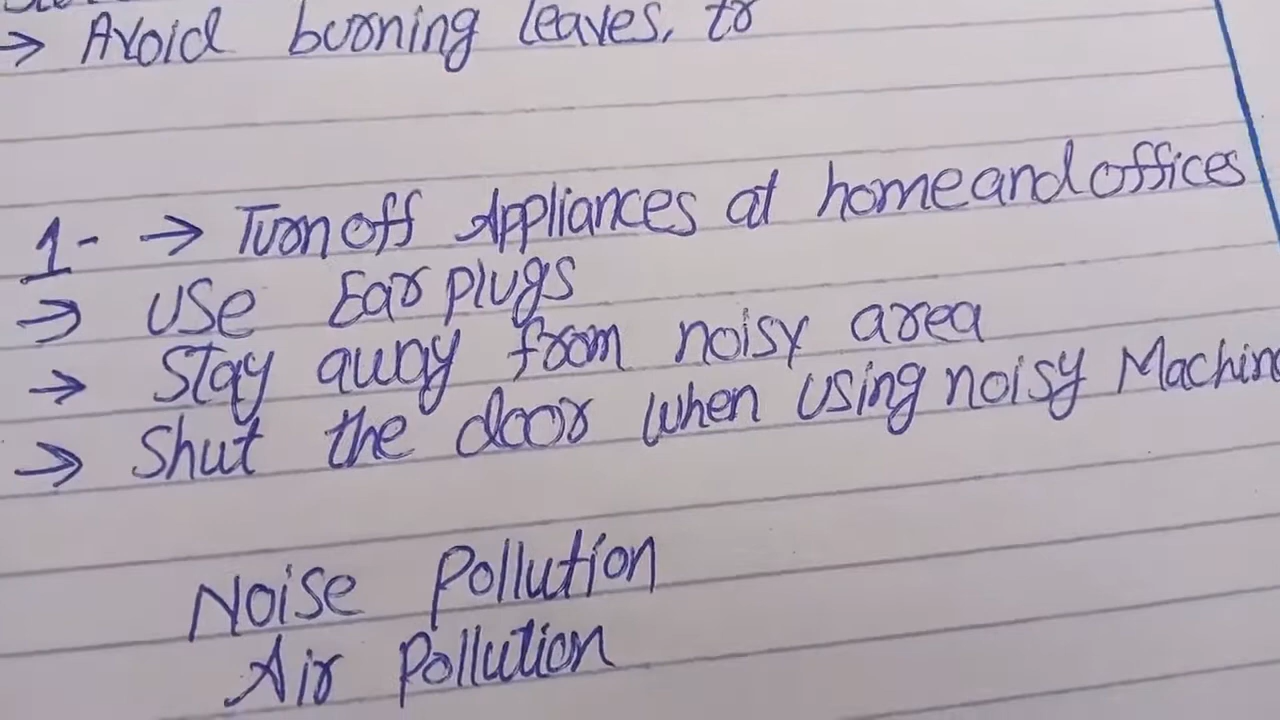 → Avoid burning leaves, to
1- → Turn off Appliances at home and offices
→ Use Ear plugs
→ Stay away from noisy area
→ Shut the door when using noisy Machin
Noise Pollution
Air Pollution